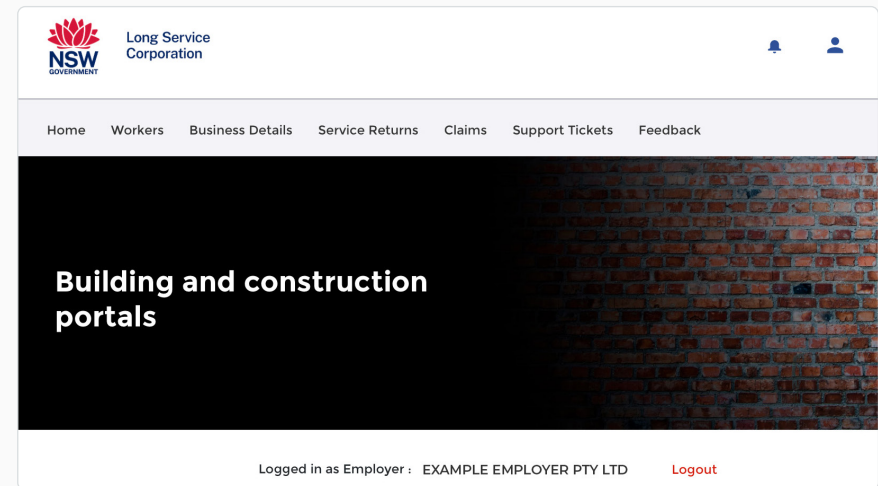 Long Service
Corporation
NSW
GOVERNMENT
Home Workers Business Details Service Returns Claims Support Tickets Feedback
Building and construction
portals
Logged in as Employer : EXAMPLE EMPLOYER PTY LTD Logout